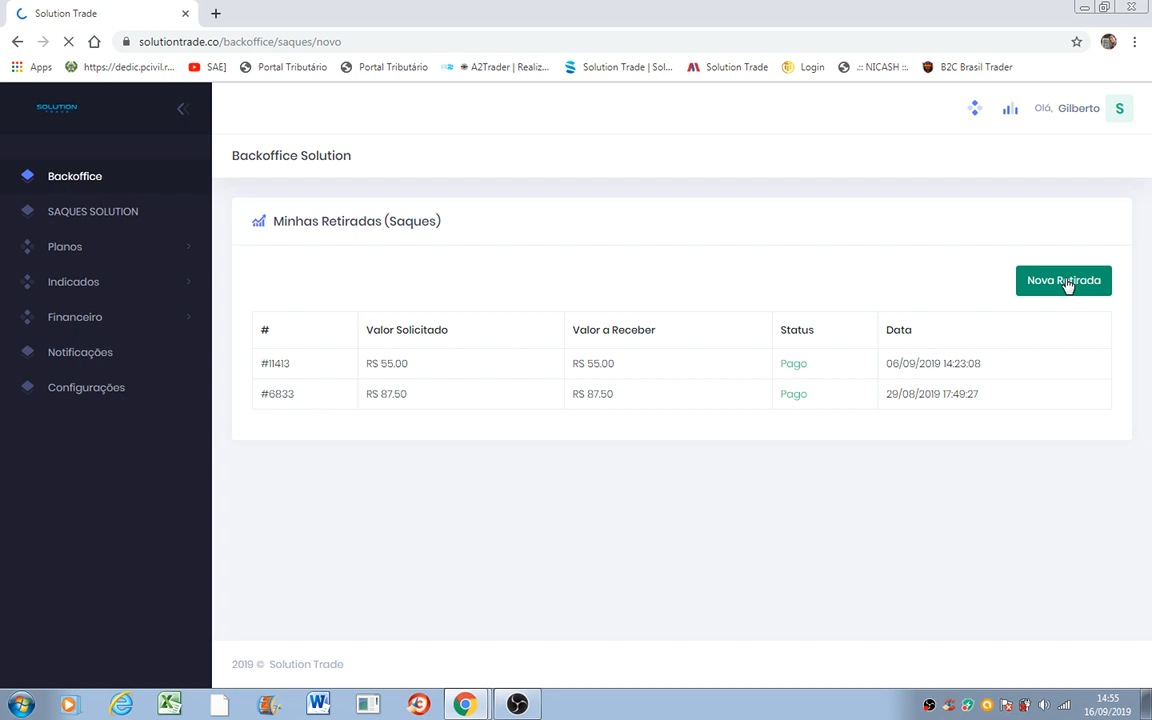 Solution Trade
solutiontrade.co/backoffice/saques/novo
Apps https://dedic.pcivil.r... SAE] Portal Tributário Portal Tributário A2Trader | Realiz... Solution Trade | Sol... Solution Trade Login .:: NICASH ::. B2C Brasil Trader
SOLUTION
TRADE
Olá, Gilberto S
Backoffice
SAQUES SOLUTION
Planos
Indicados
Financeiro
Notificações
Configurações
Backoffice Solution
Minhas Retiradas (Saques)
Nova Retirada
# Valor Solicitado Valor a Receber Status Data
#11413 R$ 55.00 R$ 55.00 Pago 06/09/2019 14:23:08
#6833 R$ 87.50 R$ 87.50 Pago 29/08/2019 17:49:27
2019 © Solution Trade
14:55
16/09/2019